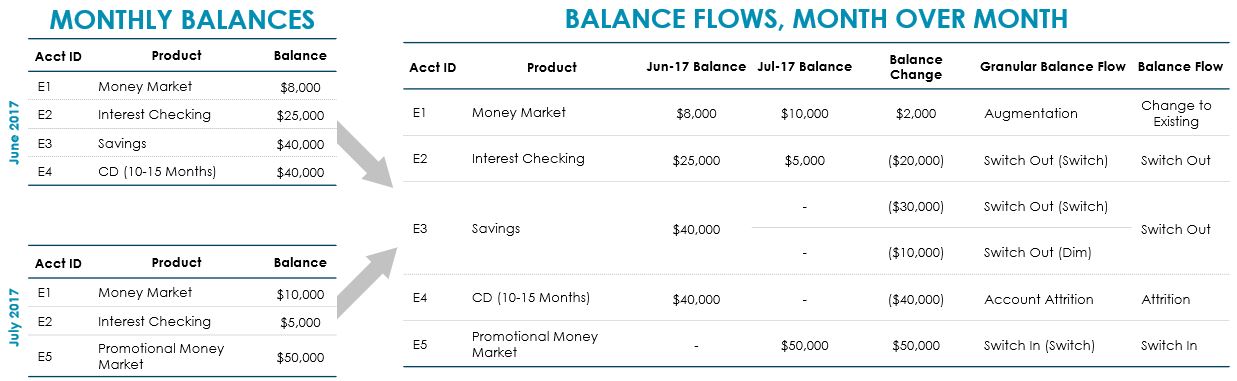 MONTHLY BALANCES
Acct ID Product Balance
June 2017
E1 Money Market $8,000
E2 Interest Checking $25,000
E3 Savings $40,000
E4 CD (10-15 Months) $40,000
Acct ID Product Balance
July 2017
E1 Money Market $10,000
E2 Interest Checking $5,000
E5 Promotional Money
Market $50,000
BALANCE FLOWS, MONTH OVER MONTH
Acct ID Product Jun-17 Balance Jul-17 Balance Balance
Change Granular Balance Flow Balance Flow
E1 Money Market $8,000 $10,000 $2,000 Augmentation Change to
Existing
E2 Interest Checking $25,000 $5,000 ($20,000) Switch Out (Switch) Switch Out
E3 Savings $40,000 - ($30,000) Switch Out (Switch) Switch Out
- ($10,000) Switch Out (Dim)
E4 CD (10-15 Months) $40,000 - ($40,000) Account Attrition Attrition
E5 Promotional Money
Market - $50,000 $50,000 Switch In (Switch) Switch In